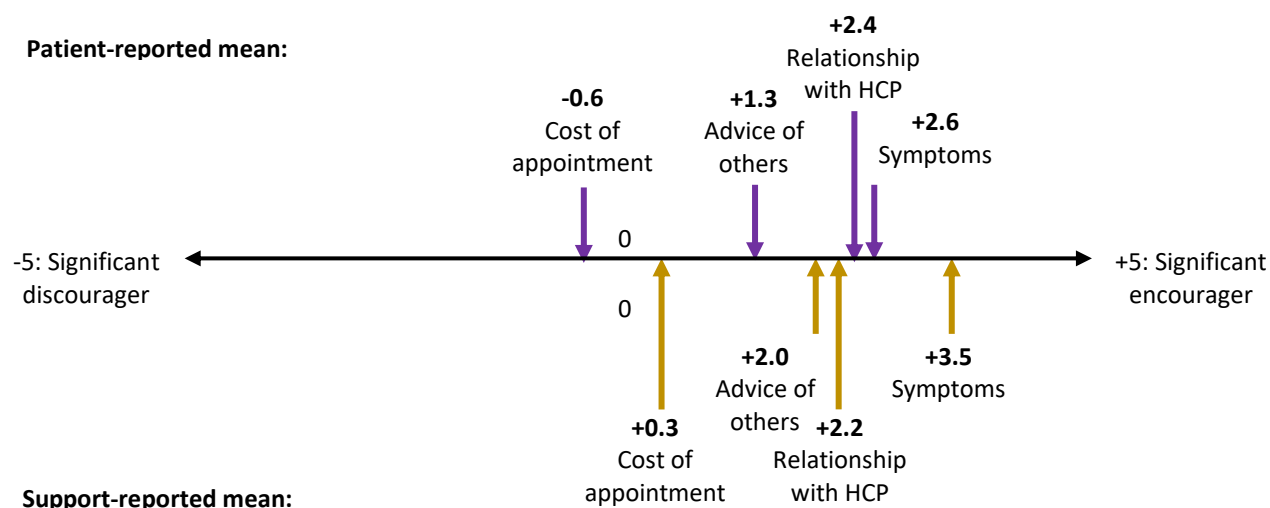 Patient-reported mean:
-0.6
Cost of
appointment
+1.3
Advice of
others
+2.4
Relationship
with HCP
+2.6
Symptoms
0
-5: Significant
discourager
+5: Significant
encourager
0
+0.3
Cost of
appointment
+2.0
Advice of
others
+2.2
Relationship
with HCP
+3.5
Symptoms
Support-reported mean: